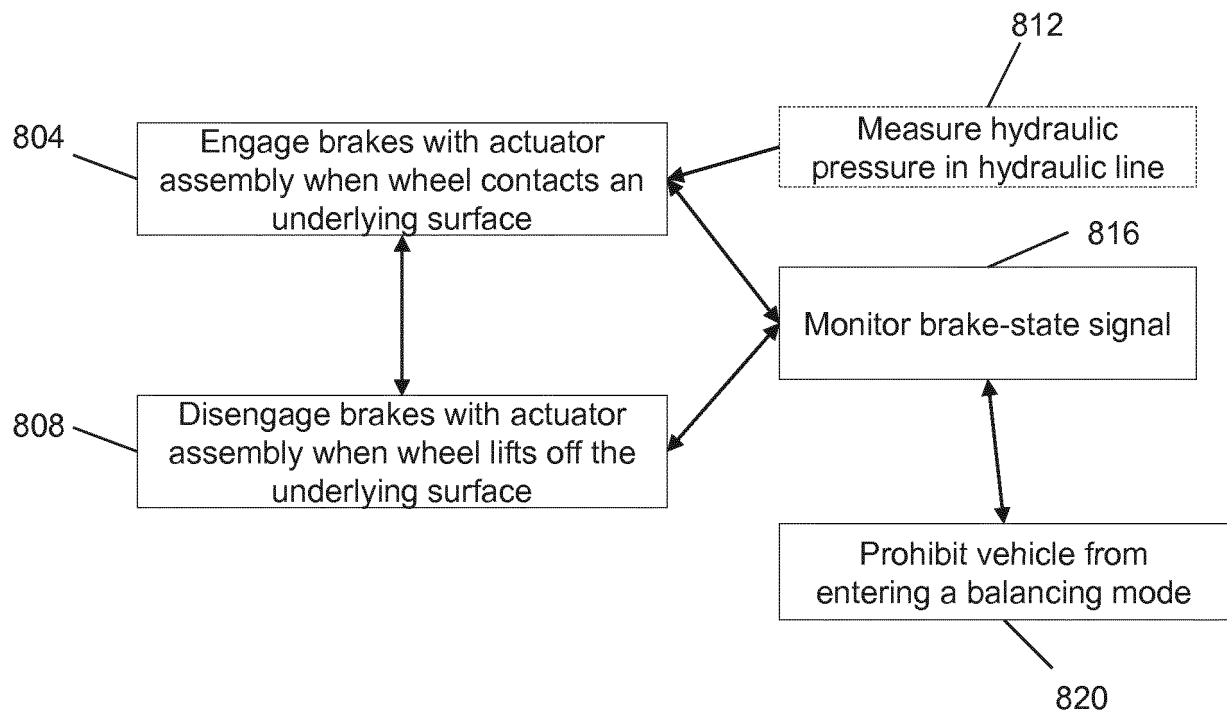 812
804
Engage brakes with actuator
assembly when wheel contacts an
underlying surface
Measure hydraulic
pressure in hydraulic line
816
Monitor brake-state signal
808
Disengage brakes with actuator
assembly when wheel lifts off the
underlying surface
Prohibit vehicle from
entering a balancing mode
820